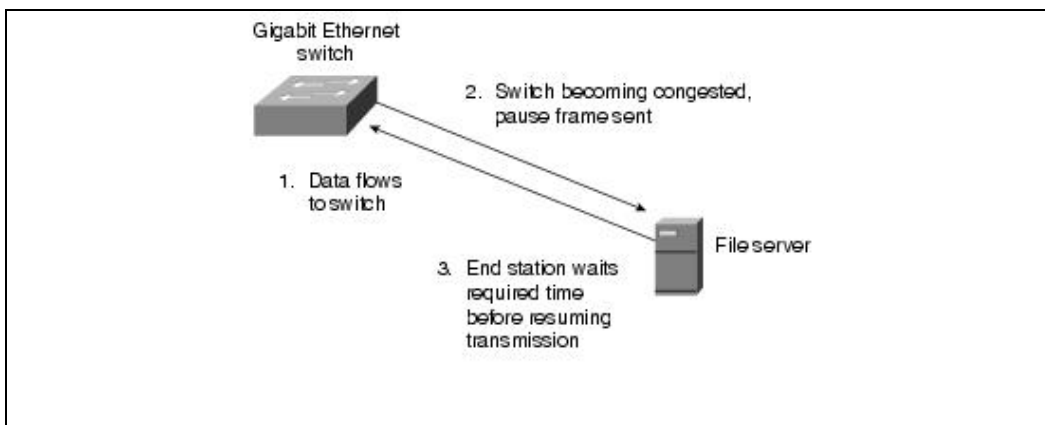 Gigabit Ethernet
switch
2. Switch becoming congested,
pause frame sent
1. Data flows
to switch
File server
3. End station waits
required time
before resuming
transmission